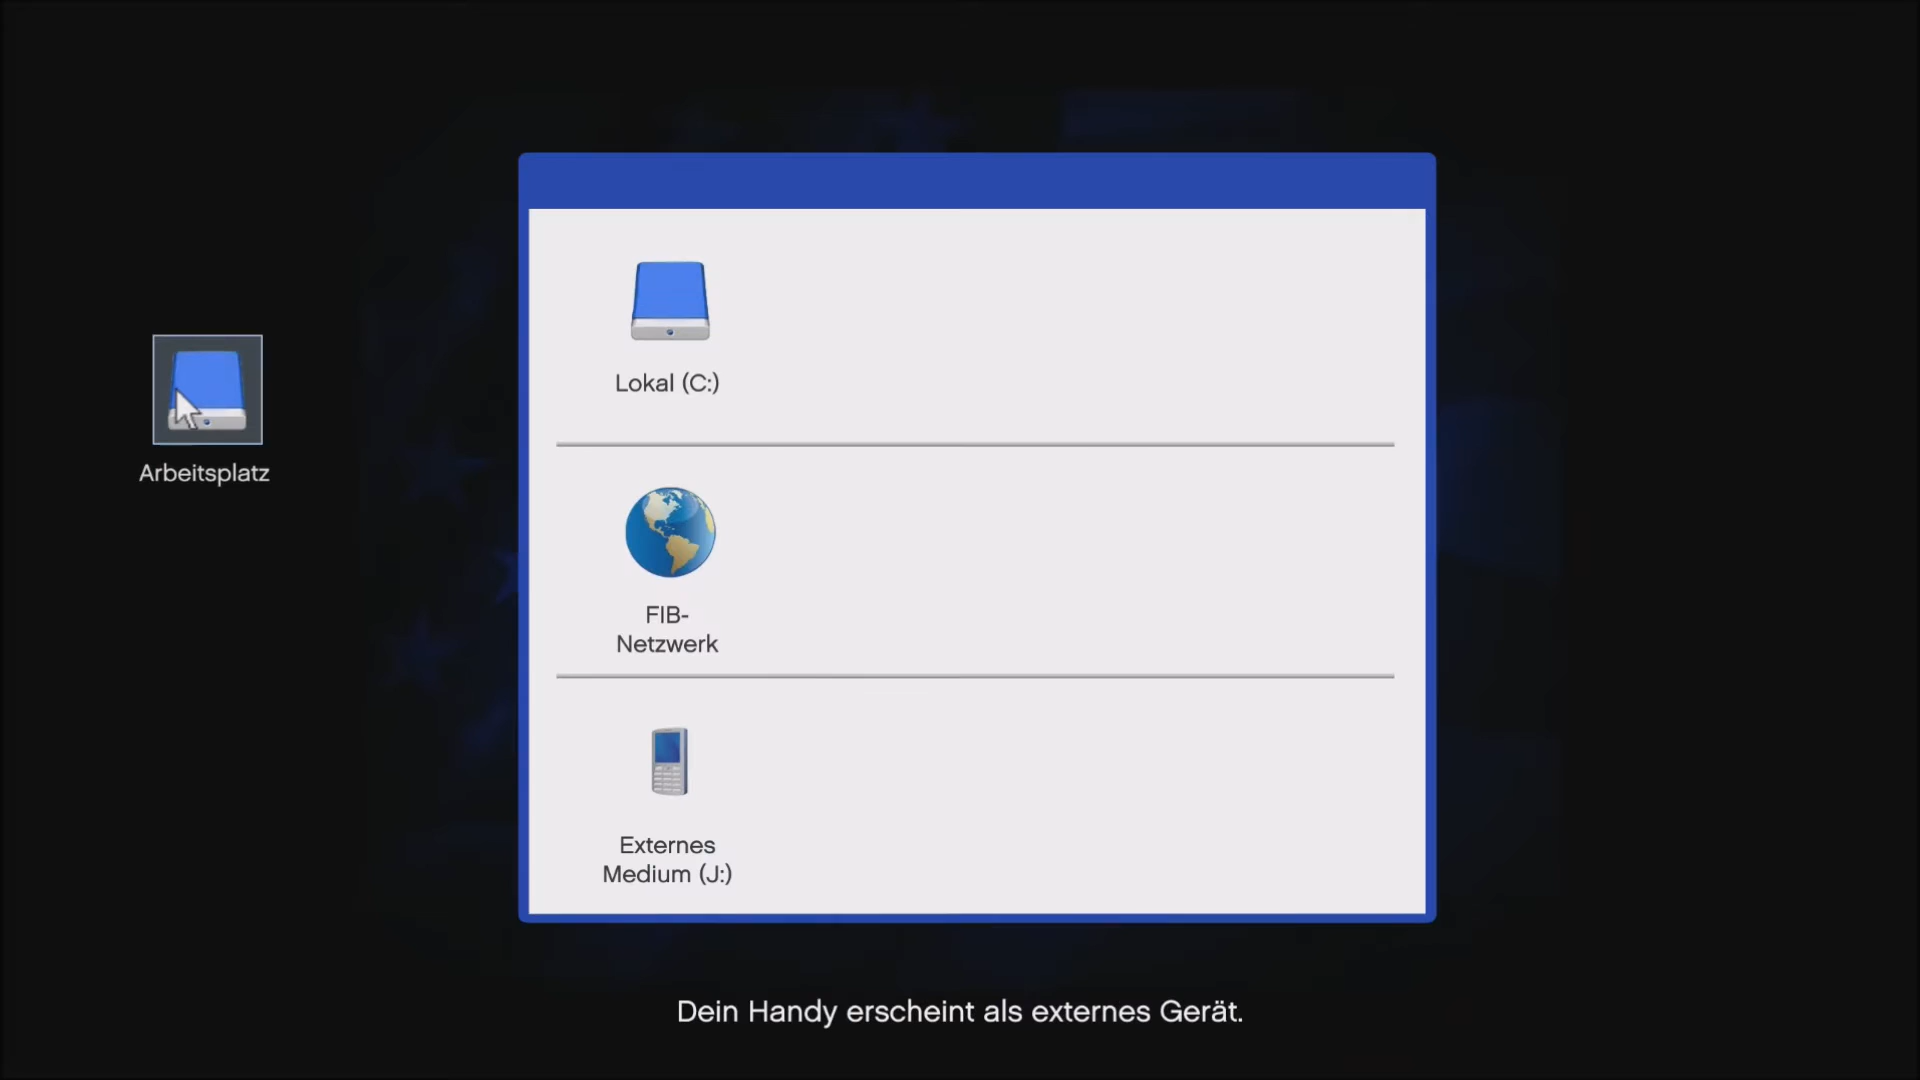 Arbeitsplatz
Lokal (C:)
FIB-
Netzwerk
Externes
Medium (J:)
Dein Handy erscheint als externes Gerät.